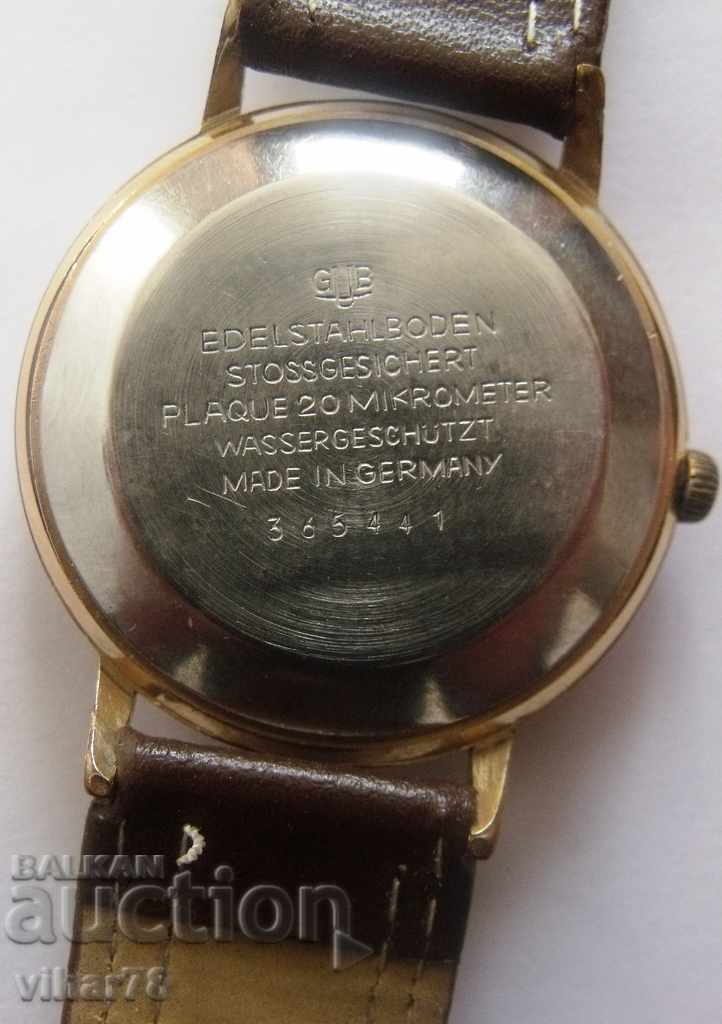 GUB
EDELSTAHLBODEN
STOSSGESICHERT
PLAQUE 20 MIKROMETER
WASSERGESCHÜTZT
MADE IN GERMANY
365441
BALKAN
auction
vihar78